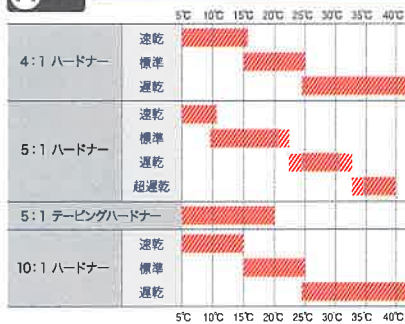 5℃ 10℃ 15℃ 20℃ 25℃ 30℃ 35℃ 40℃
4:1 ハードナー
速乾
標準
遅乾
5:1 ハードナー
速乾
標準
遅乾
超遅乾
5:1 テーピングハードナー
10:1 ハードナー
速乾
標準
遅乾
5℃ 10℃ 15℃ 20℃ 25℃ 30℃ 35℃ 40℃